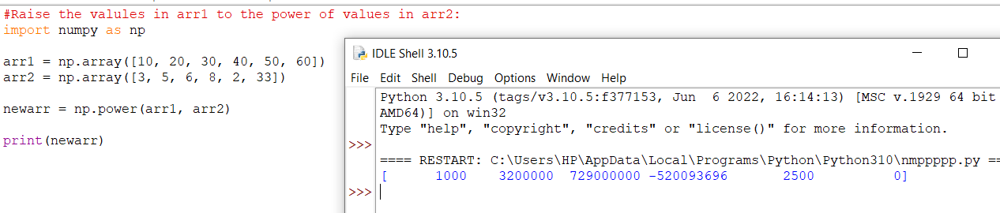 #Raise the valules in arr1 to the power of values in arr2:
import numpy as np
arr1 = np.array([10, 20, 30, 40, 50, 60])
arr2 = np.array([3, 5, 6, 8, 2, 33])
newarr = np.power(arr1, arr2)
print(newarr)
IDLE Shell 3.10.5
File Edit Shell Debug Options Window Help
Python 3.10.5 (tags/v3.10.5:f377153, Jun  6 2022, 16:14:13) [MSC v.1929 64 bit
AMD64)] on win32
Type "help", "copyright", "credits" or "license()" for more information.
>>>
==== RESTART: C:\Users\HP\AppData\Local\Programs\Python\Python310\nmppppp.py ==
[      1000    3200000  729000000 -520093696       2500          0]
>>>